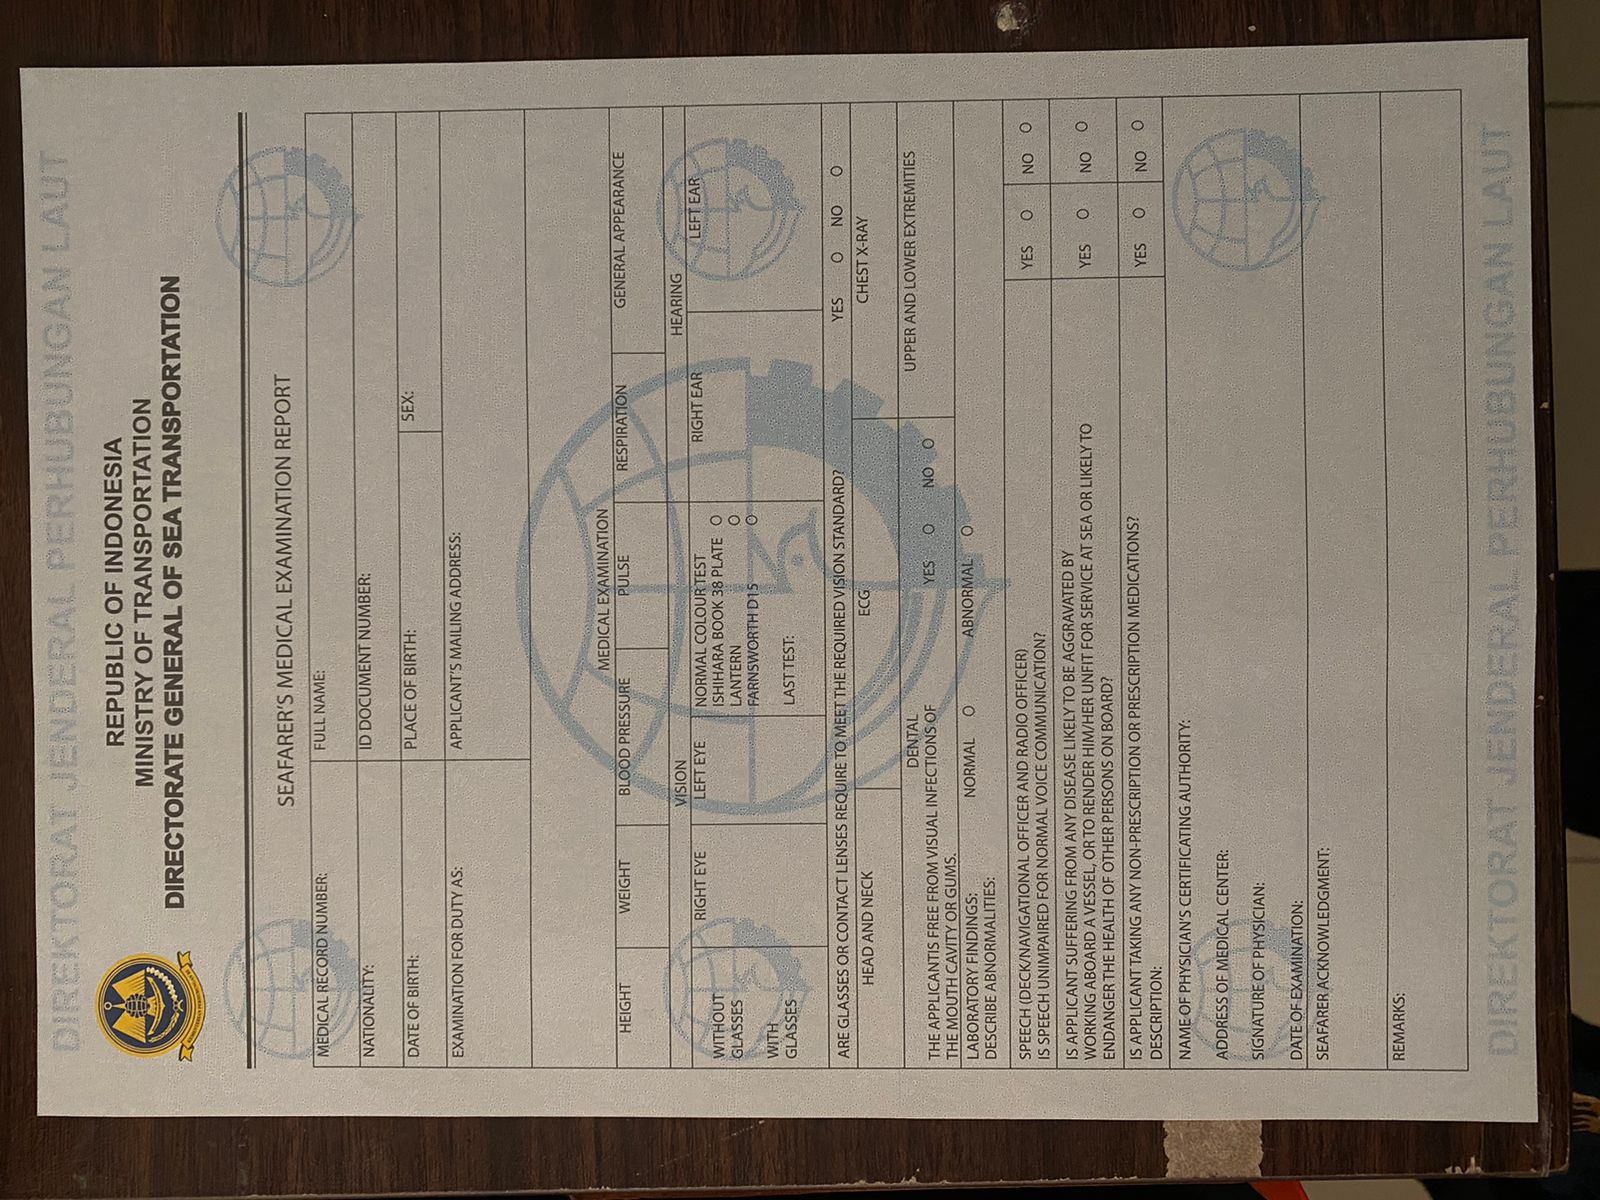 DIREKTORAT JENDERAL PERHUBUNGAN LAUT
REPUBLIC OF INDONESIA
MINISTRY OF TRANSPORTATION
DIRECTORATE GENERAL OF SEA TRANSPORTATION
SEAFARER'S MEDICAL EXAMINATION REPORT
MEDICAL RECORD NUMBER: FULL NAME:
NATIONALITY: ID DOCUMENT NUMBER:
DATE OF BIRTH: PLACE OF BIRTH: SEX:
EXAMINATION FOR DUTY AS: APPLICANT'S MAILING ADDRESS:
MEDICAL EXAMINATION
HEIGHT WEIGHT BLOOD PRESSURE PULSE RESPIRATION GENERAL APPEARANCE
VISION HEARING
RIGHT EYE LEFT EYE NORMAL COLOUR TEST RIGHT EAR LEFT EAR
WITHOUT GLASSES ISHIHARA BOOK 38 PLATE O
LANTERN O
FARNSWORTH D15 O
WITH GLASSES LAST TEST:
ARE GLASSES OR CONTACT LENSES REQUIRE TO MEET THE REQUIRED VISION STANDARD? YES O NO O
HEAD AND NECK ECG CHEST X-RAY
DENTAL UPPER AND LOWER EXTREMITIES
THE APPLICANT IS FREE FROM VISUAL INFECTIONS OF YES O NO O
THE MOUTH CAVITY OR GUMS.
LABORATORY FINDINGS: NORMAL O ABNORMAL O
DESCRIBE ABNORMALITIES:
SPEECH (DECK/NAVIGATIONAL OFFICER AND RADIO OFFICER)
IS SPEECH UNIMPAIRED FOR NORMAL VOICE COMMUNICATION? YES O NO O
IS APPLICANT SUFFERING FROM ANY DISEASE LIKELY TO BE AGGRAVATED BY
WORKING ABOARD A VESSEL, OR TO RENDER HIM/HER UNFIT FOR SERVICE AT SEA OR LIKELY TO YES O NO O
ENDANGER THE HEALTH OF OTHER PERSONS ON BOARD?
IS APPLICANT TAKING ANY NON-PRESCRIPTION OR PRESCRIPTION MEDICATIONS? YES O NO O
DESCRIPTION:
NAME OF PHYSICIAN'S CERTIFICATING AUTHORITY:
ADDRESS OF MEDICAL CENTER:
SIGNATURE OF PHYSICIAN:
DATE OF EXAMINATION:
SEAFARER ACKNOWLEDGMENT:
REMARKS:
DIREKTORAT JENDERAL PERHUBUNGAN LAUT